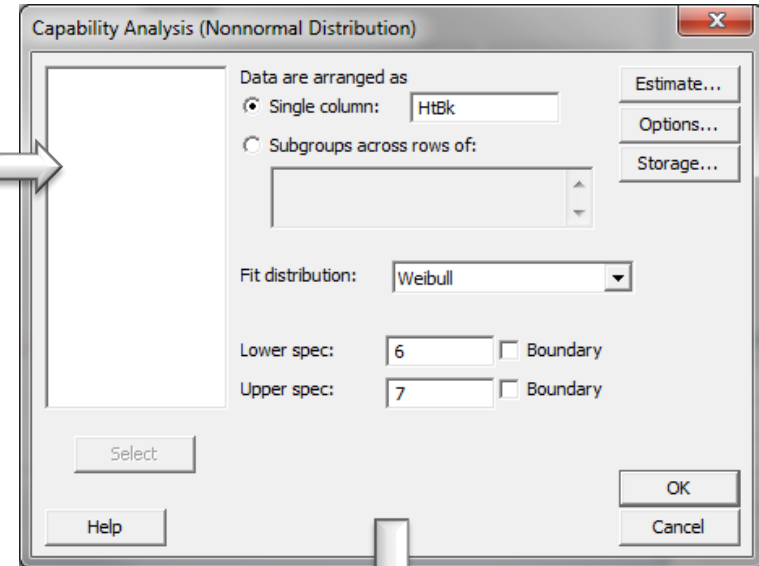 Capability Analysis (Nonnormal Distribution)
Data are arranged as
Single column: HtBk
Subgroups across rows of:
Estimate...
Options...
Storage...
Fit distribution: Weibull
Lower spec: 6 Boundary
Upper spec: 7 Boundary
Select
Help
OK
Cancel